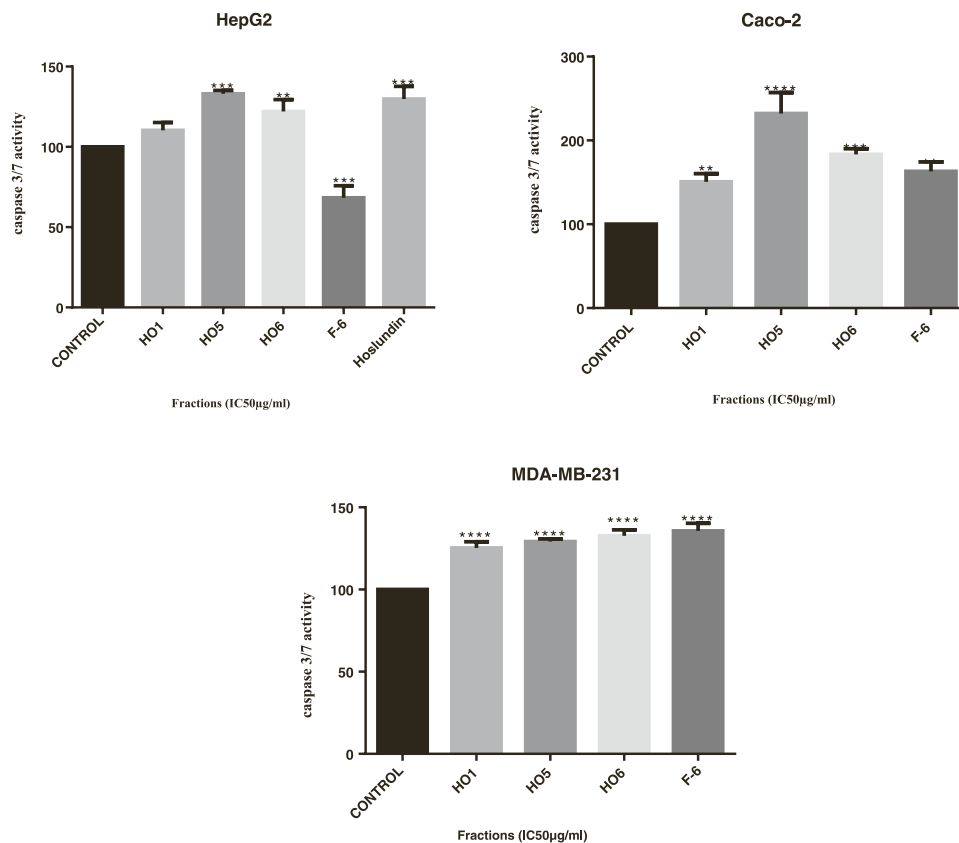 HepG2
caspase 3/7 activity
150
100
50
0
***
**
***
***
CONTROL
HO1
HO5
HO6
F-6
Hoslundin
Fractions (IC50µg/ml)
Caco-2
caspase 3/7 activity
300
200
100
0
**
****
***
**
CONTROL
HO1
HO5
HO6
F-6
Fractions (IC50µg/ml)
MDA-MB-231
caspase 3/7 activity
150
100
50
0
****
****
****
****
CONTROL
HO1
HO5
HO6
F-6
Fractions (IC50µg/ml)